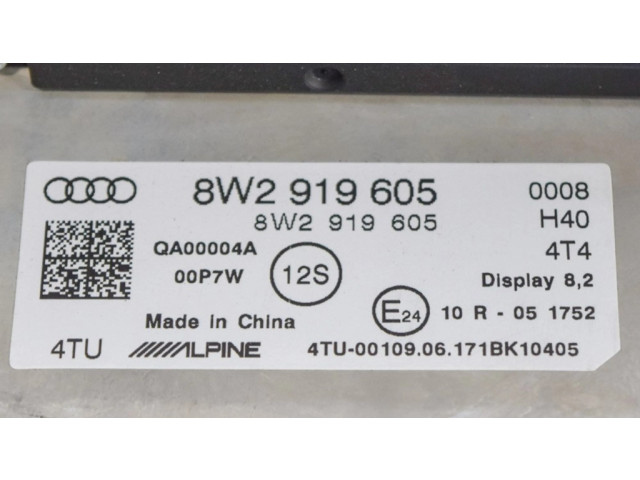 8W2 919 605 0008
8W2 919 605 H40
QA00004A 4T4
00P7W 12S Display 8,2
E24 10 R - 05 1752
Made in China
4TU ALPINE 4TU-00109.06.171BK10405